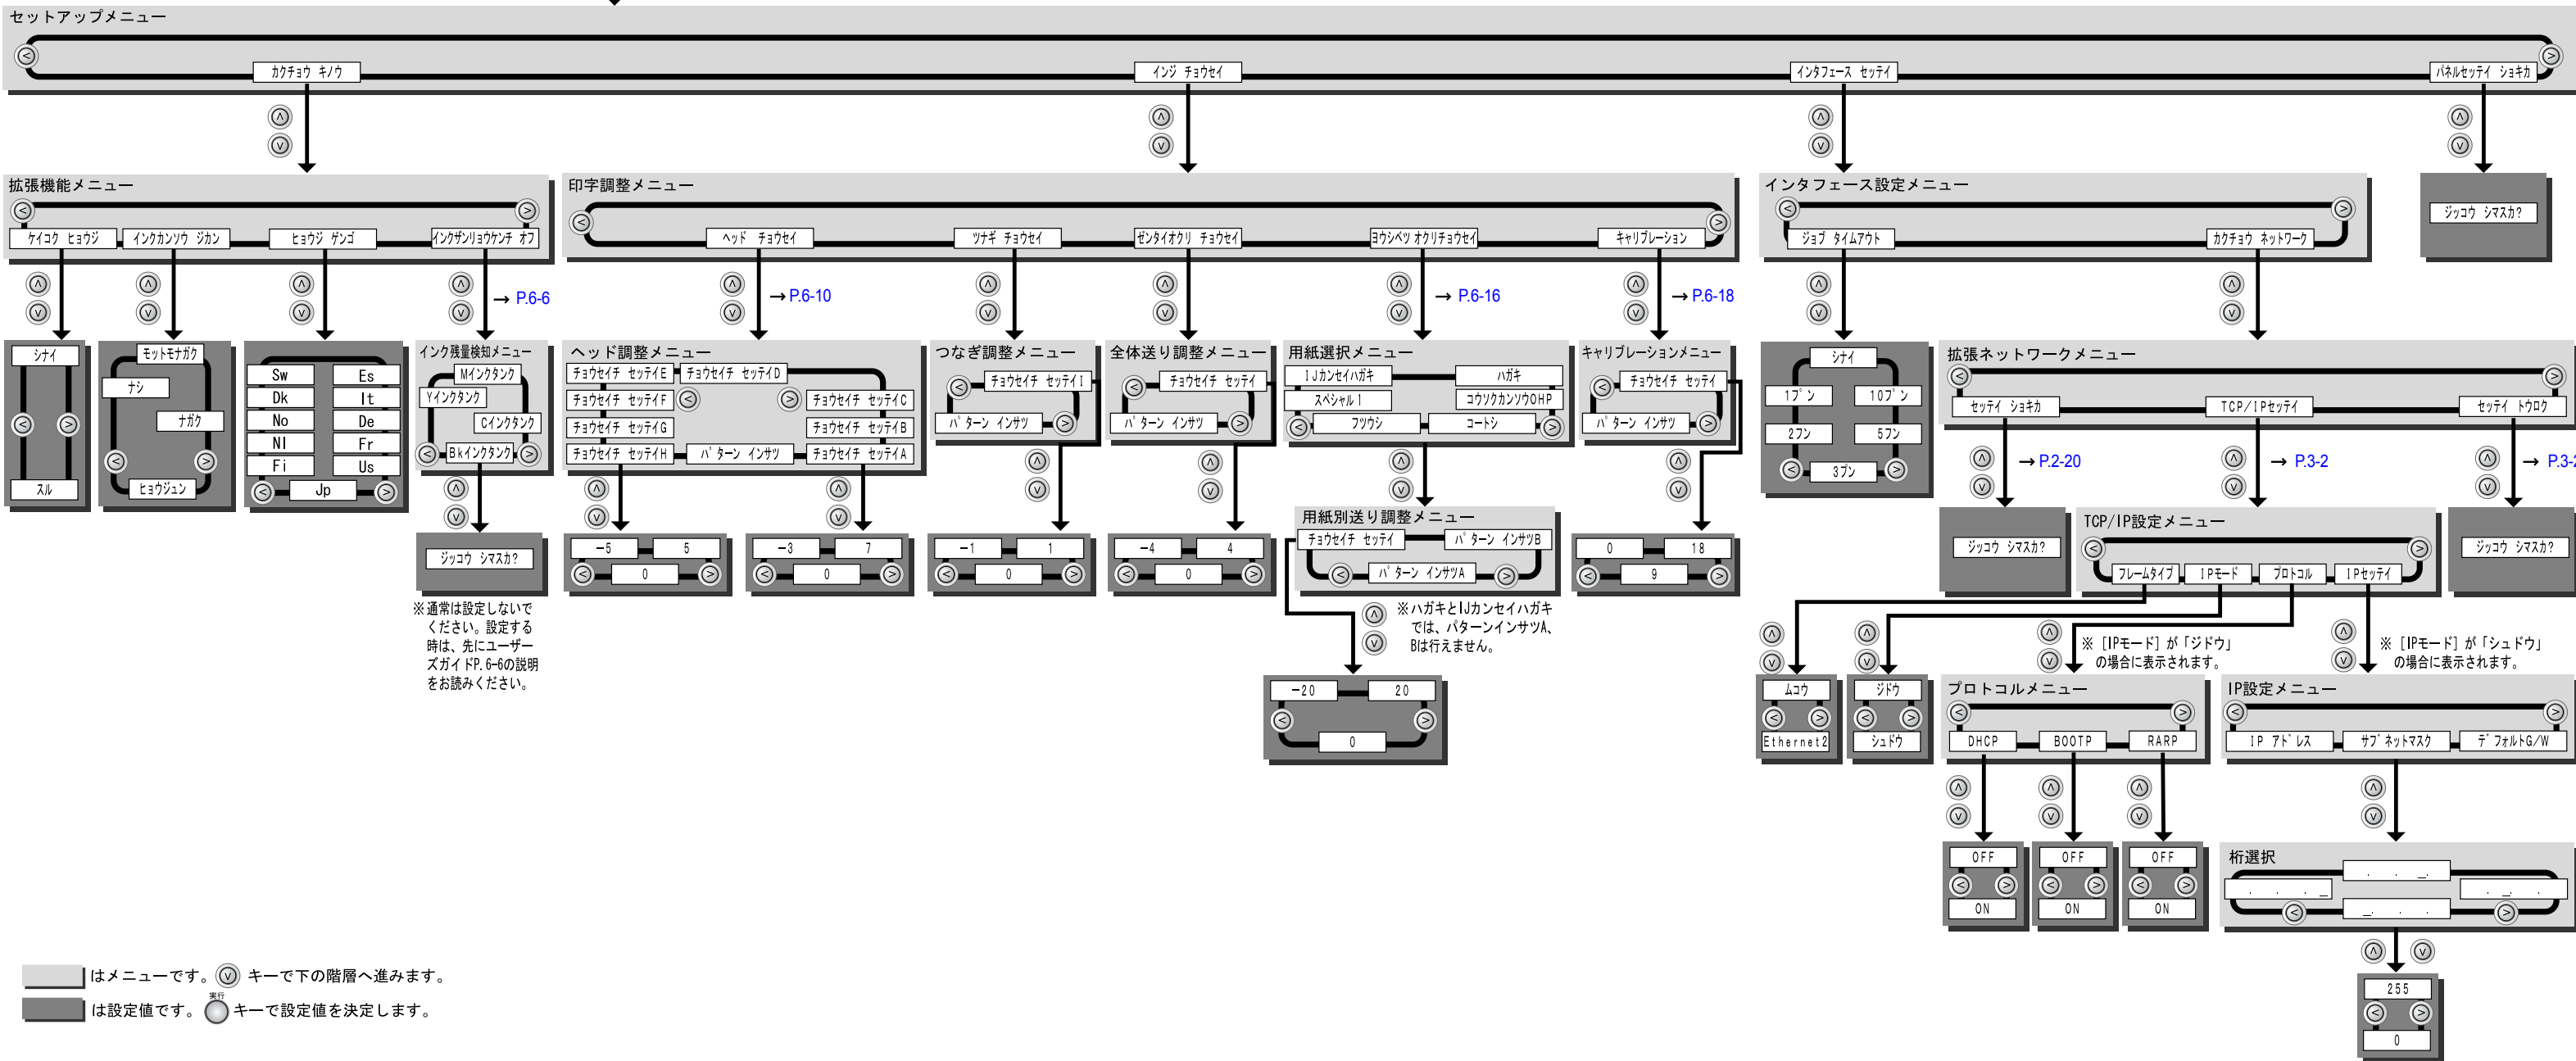 セットアップメニュー
カクチョウ キノウ
インジ チョウセイ
インタフェース セッテイ
パネルセッテイ ショキカ
拡張機能メニュー
ケイコク ヒョウジ
インクカンソウ ジカン
ヒョウジ ゲンゴ
インクザンリョウケンチ オフ
印字調整メニュー
ヘッド チョウセイ
ツナギ チョウセイ
ゼンタイオクリ チョウセイ
ヨウシベツ オクリチョウセイ
キャリブレーション
インタフェース設定メニュー
ジョブ タイムアウト
カクチョウ ネットワーク
ジッコウ シマスカ?
→ P.6-6
→P.6-10
→ P.6-16
→P.6-18
シナイ
スル
モットモナガク
ナシ
ナガク
ヒョウジュン
Sw
Es
Dk
It
No
De
Nl
Fr
Fi
Us
Jp
インク残量検知メニュー
Mインクタンク
Yインクタンク
Cインクタンク
Bkインクタンク
ジッコウ シマスカ?
※通常は設定しないで
ください。設定する
時は、先にユーザー
ズガイドP.6-6の説明
をお読みください。
ヘッド調整メニュー
チョウセイチ セッテイE
チョウセイチ セッテイD
チョウセイチ セッテイF
チョウセイチ セッテイC
チョウセイチ セッテイG
チョウセイチ セッテイB
チョウセイチ セッテイH
パターン インサツ
チョウセイチ セッテイA
−5
5
0
−3
7
0
つなぎ調整メニュー
チョウセイチ セッテイI
パターン インサツ
−1
1
0
全体送り調整メニュー
チョウセイチ セッテイ
パターン インサツ
−4
4
0
用紙選択メニュー
IJカンセイハガキ
ハガキ
スペシャル1
コウソクカンソウOHP
フツウシ
コートシ
用紙別送り調整メニュー
チョウセイチ セッテイ
パターン インサツB
パターン インサツA
※ハガキとIJカンセイハガキ
では、パターンインサツA、
Bは行えません。
−20
20
0
キャリブレーションメニュー
チョウセイチ セッテイ
パターン インサツ
0
18
9
シナイ
1プン
10プン
2フン
5フン
3プン
拡張ネットワークメニュー
セッテイ ショキカ
TCP/IPセッテイ
セッテイ トウロク
→P.2-20
→ P.3-2
→ P.3-2
ジッコウ シマスカ?
TCP/IP設定メニュー
フレームタイプ
IPモード
プロトコル
IPセッテイ
ジッコウ シマスカ?
※［IPモード］が「ジドウ」
の場合に表示されます。
※［IPモード］が「シュドウ」
の場合に表示されます。
ムコウ
Ethernet2
ジドウ
シュドウ
プロトコルメニュー
DHCP
BOOTP
RARP
OFF
ON
OFF
ON
OFF
ON
IP設定メニュー
IP アドレス
サブネットマスク
デフォルトG/W
桁選択
. . _.
. . . _
. _. .
_. . .
255
0
はメニューです。 キーで下の階層へ進みます。
実行
は設定値です。 キーで設定値を決定します。